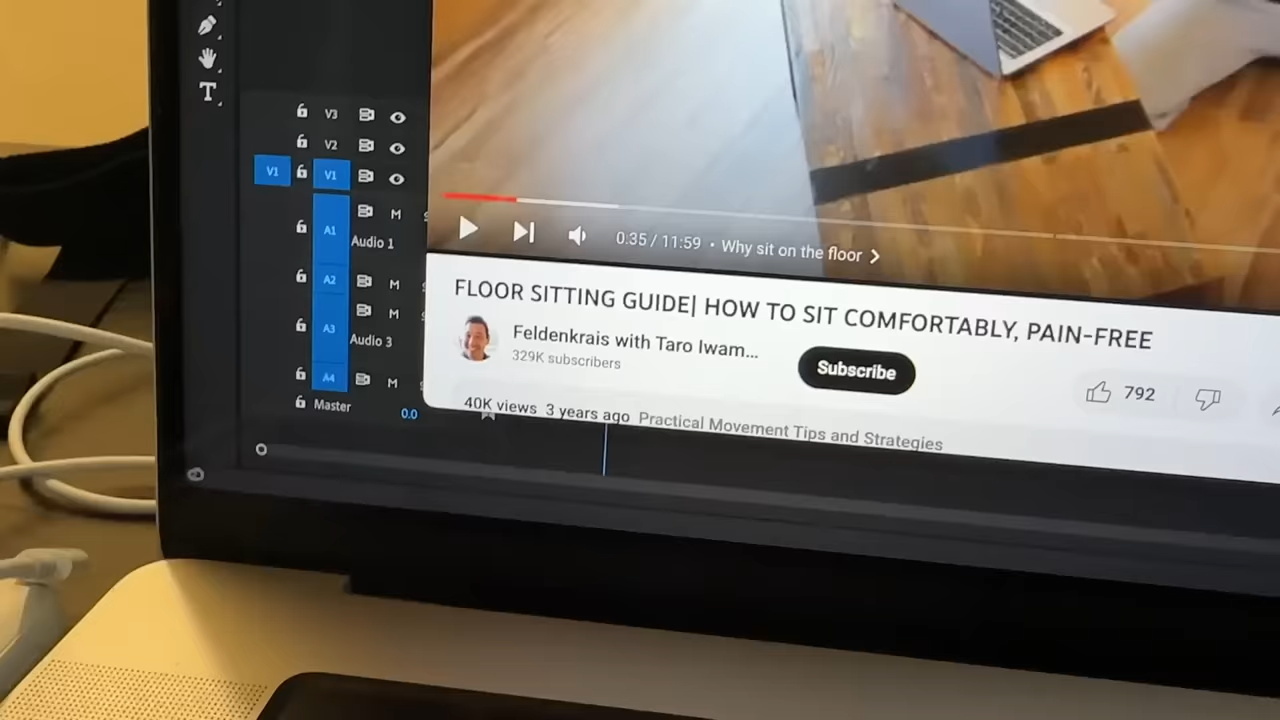 T
V3
V2
V1 V1
A1 M
Audio 1
A2 M
A3 M
Audio 3
A4 M
Master 0.0
0:35 / 11:59 • Why sit on the floor
FLOOR SITTING GUIDE| HOW TO SIT COMFORTABLY, PAIN-FREE
Feldenkrais with Taro Iwam...
329K subscribers
Subscribe
792
40K views 3 years ago Practical Movement Tips and Strategies